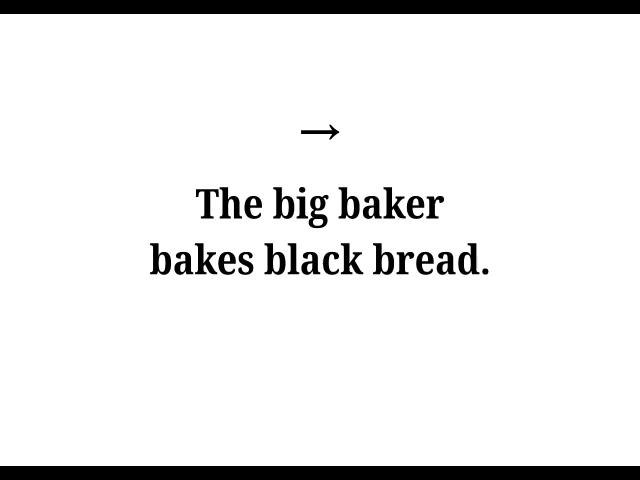 →
The big baker
bakes black bread.